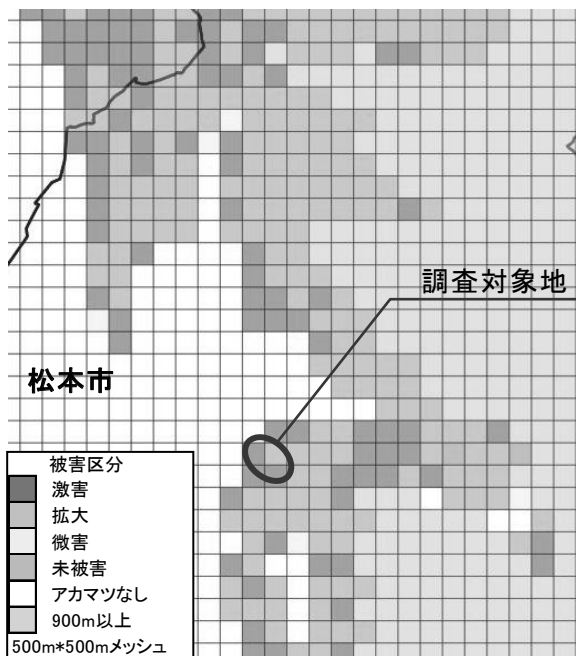 調査対象地
松本市
被害区分
激害
拡大
微害
未被害
アカマツなし
900m以上
500m*500mメッシュ